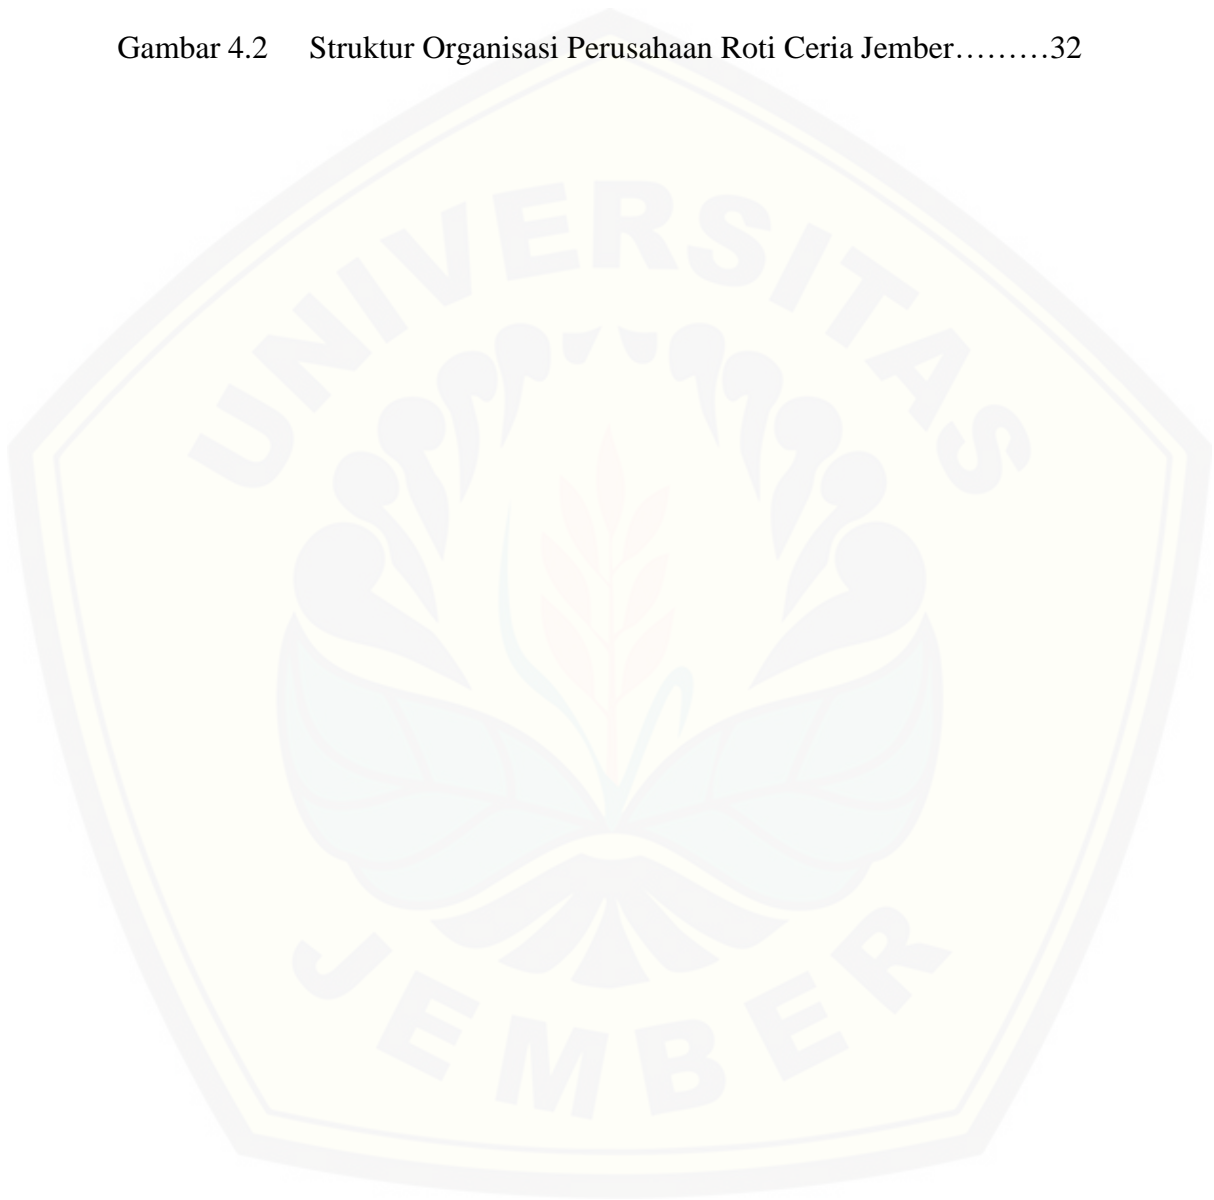 Gambar 4.2 Struktur Organisasi Perusahaan Roti Ceria Jember.........32
UNIVERSITAS
JEMBER